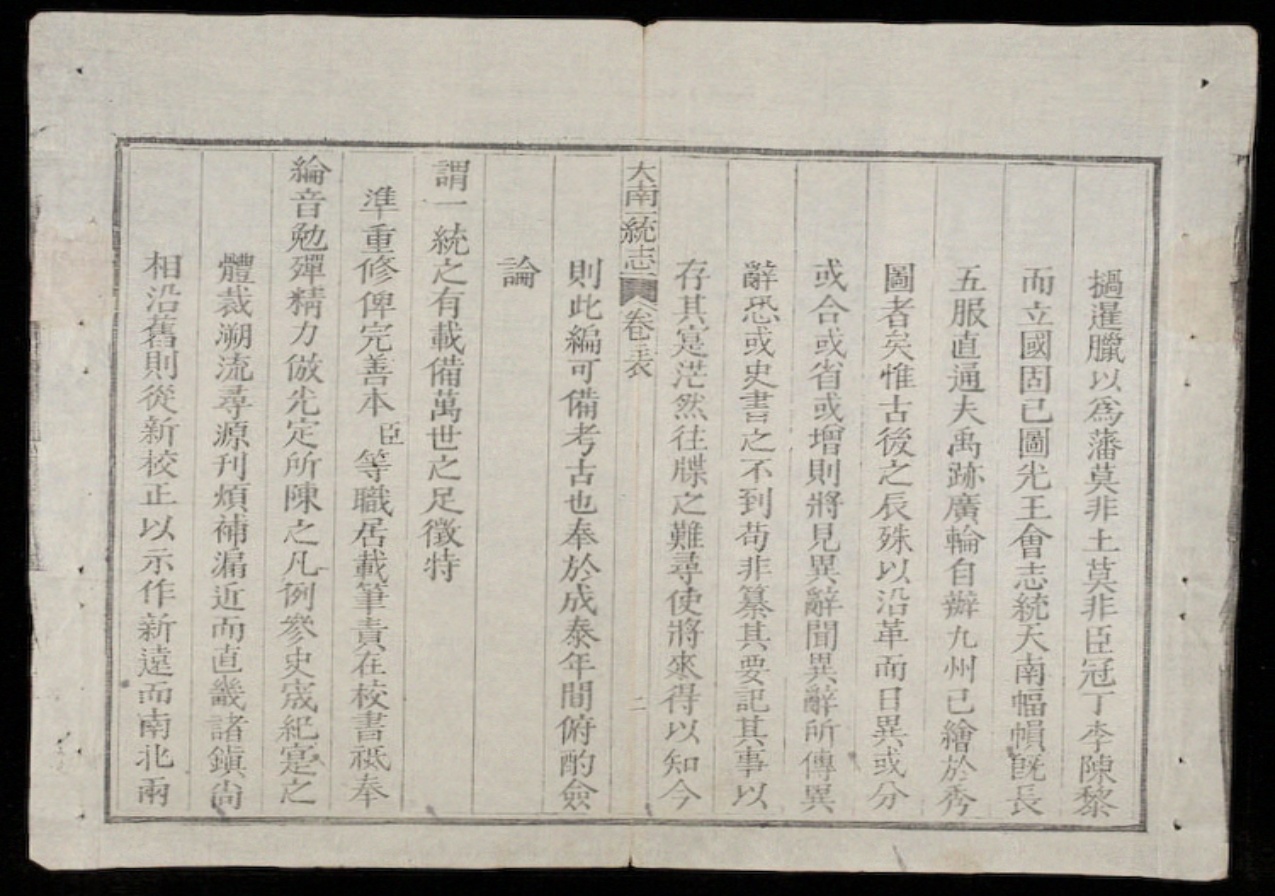 撾暹臘以爲藩莫非土莫非臣冠丁李陳黎
而立國固已圖光王會志統天南幅幀旣長
五服直通夫禹跡廣輪自辦九州已繪於秀
圖者矣惟古後之辰殊以沿革而日異或分
或合或省或增則將見異辭聞異辭所傳異
辭恐或史書之不到苟非纂其要記其事以
存其寔茫然往牒之難尋使將來得以知今
大南一統志 卷 表 二
則此編可備考古也奉於成泰年間俯酌僉
論
謂一統之有載備萬世之足徵特
準重修俾完善本臣等職居載筆責在校書祗奉
綸音勉殫精力倣先定所陳之凡例參史宬紀寔之
體裁溯流尋源刊煩補漏近而直畿諸鎭尙
相沿舊則從新校正以示作新遠而南北兩